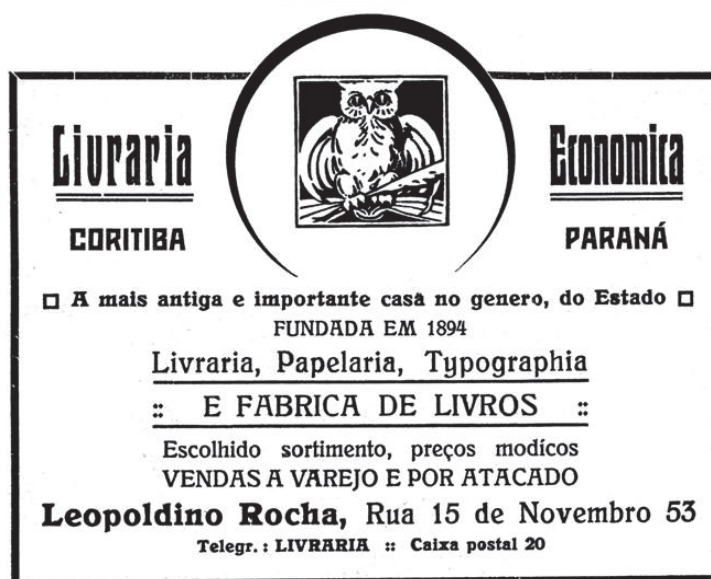 Livraria Economica
CORITIBA PARANÁ
□ A mais antiga e importante casa no genero, do Estado □
FUNDADA EM 1894
Livraria, Papelaria, Typographia
:: E FABRICA DE LIVROS ::
Escolhido sortimento, preços modicos
VENDAS A VAREJO E POR ATACADO
Leopoldino Rocha, Rua 15 de Novembro 53
Telegr.: LIVRARIA :: Caixa postal 20